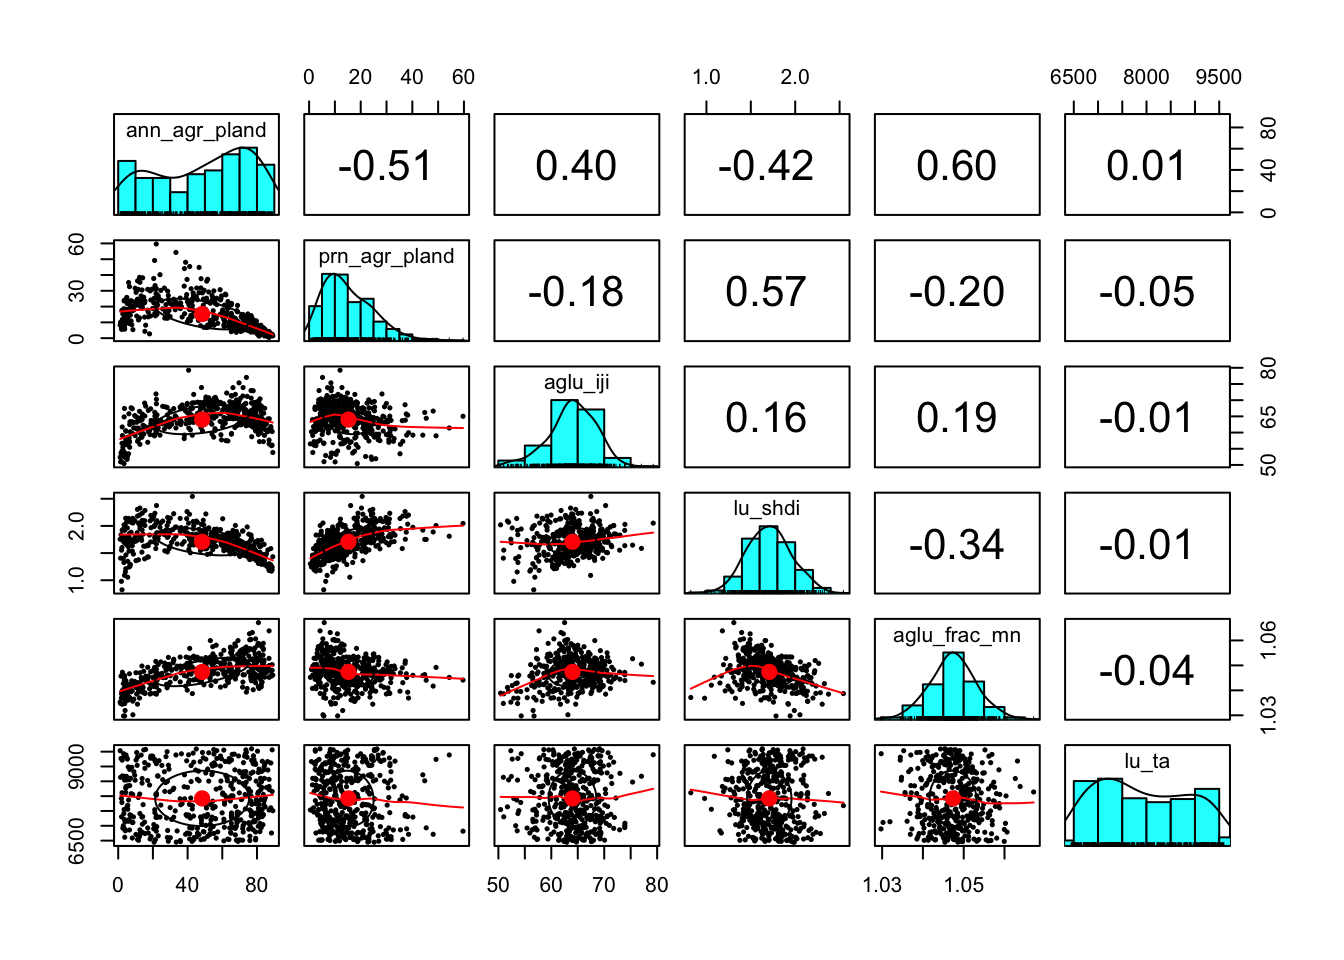 0 20 40 60 1.0 2.0 6500 8000 9500
ann_agr_pland -0.51 0.40 -0.42 0.60 0.01 0 40 80
0 30 60 prn_agr_pland -0.18 0.57 -0.20 -0.05
aglu_iji 0.16 0.19 -0.01 50 65 80
1.0 2.0 lu_shdi -0.34 -0.01
aglu_frac_mn -0.04 1.03 1.06
6500 9000 lu_ta
0 40 80 50 60 70 80 1.03 1.05